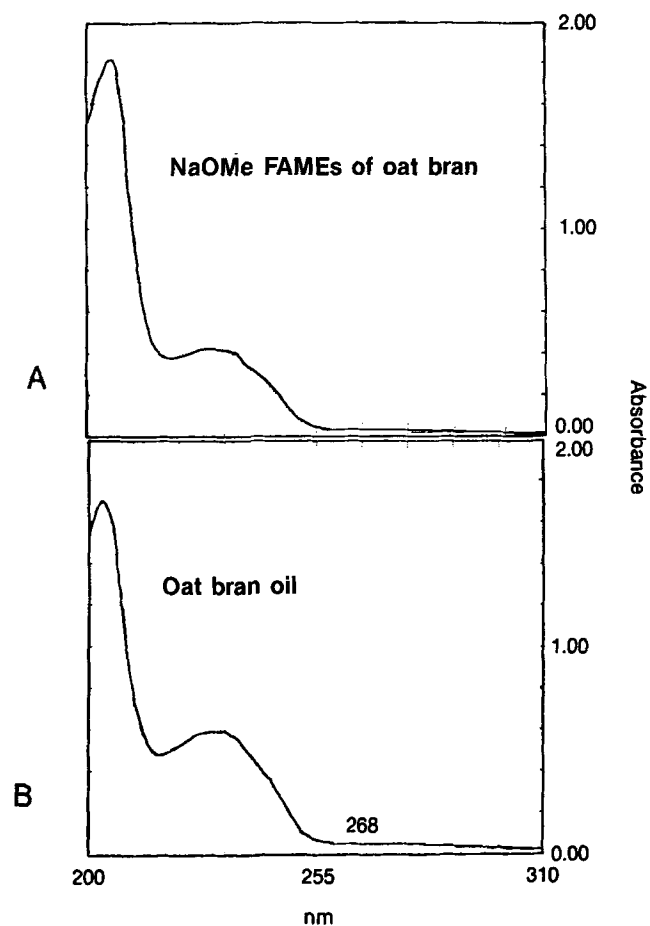 2.00
NaOMe FAMEs of oat bran
1.00
A
0.00
Absorbance
2.00
Oat bran oil
1.00
B
268
0.00
200 255 310
nm